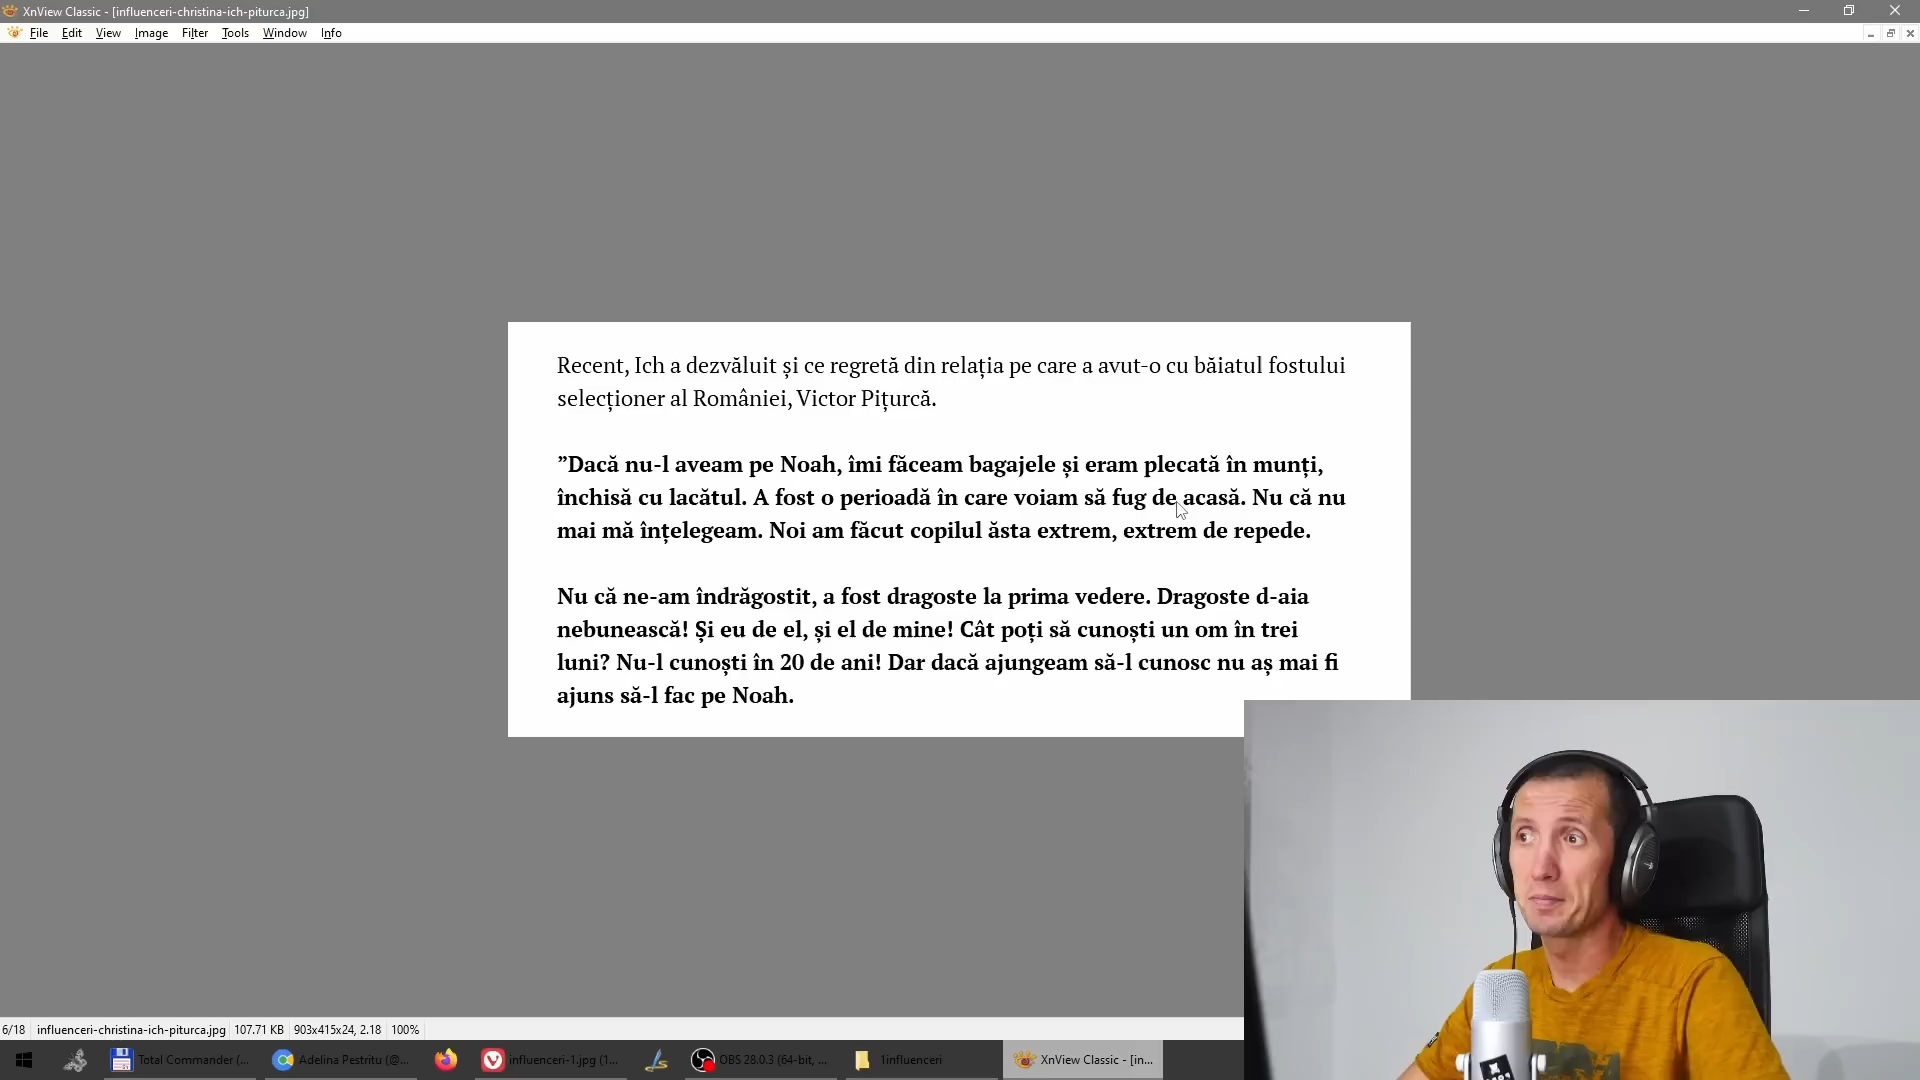 XnView Classic - [influenceri-christina-ich-piturca.jpg]
File Edit View Image Filter Tools Window Info
Recent, Ich a dezvăluit și ce regretă din relația pe care a avut-o cu băiatul fostului
selecționer al României, Victor Pițurcă.
”Dacă nu-l aveam pe Noah, îmi făceam bagajele și eram plecată în munți,
închisă cu lacătul. A fost o perioadă în care voiam să fug de acasă. Nu că nu
mai mă înțelegeam. Noi am făcut copilul ăsta extrem, extrem de repede.
Nu că ne-am îndrăgostit, a fost dragoste la prima vedere. Dragoste d-aia
nebunească! Și eu de el, și el de mine! Cât poți să cunoști un om în trei
luni? Nu-l cunoști în 20 de ani! Dar dacă ajungeam să-l cunosc nu aș mai fi
ajuns să-l fac pe Noah.
6/18 influenceri-christina-ich-piturca.jpg 107.71 KB 903x415x24, 2.18 100%
Total Commander (... Adelina Pestritu (@... influenceri-1.jpg (1... OBS 28.0.3 (64-bit, ... 1influenceri XnView Classic - [in...